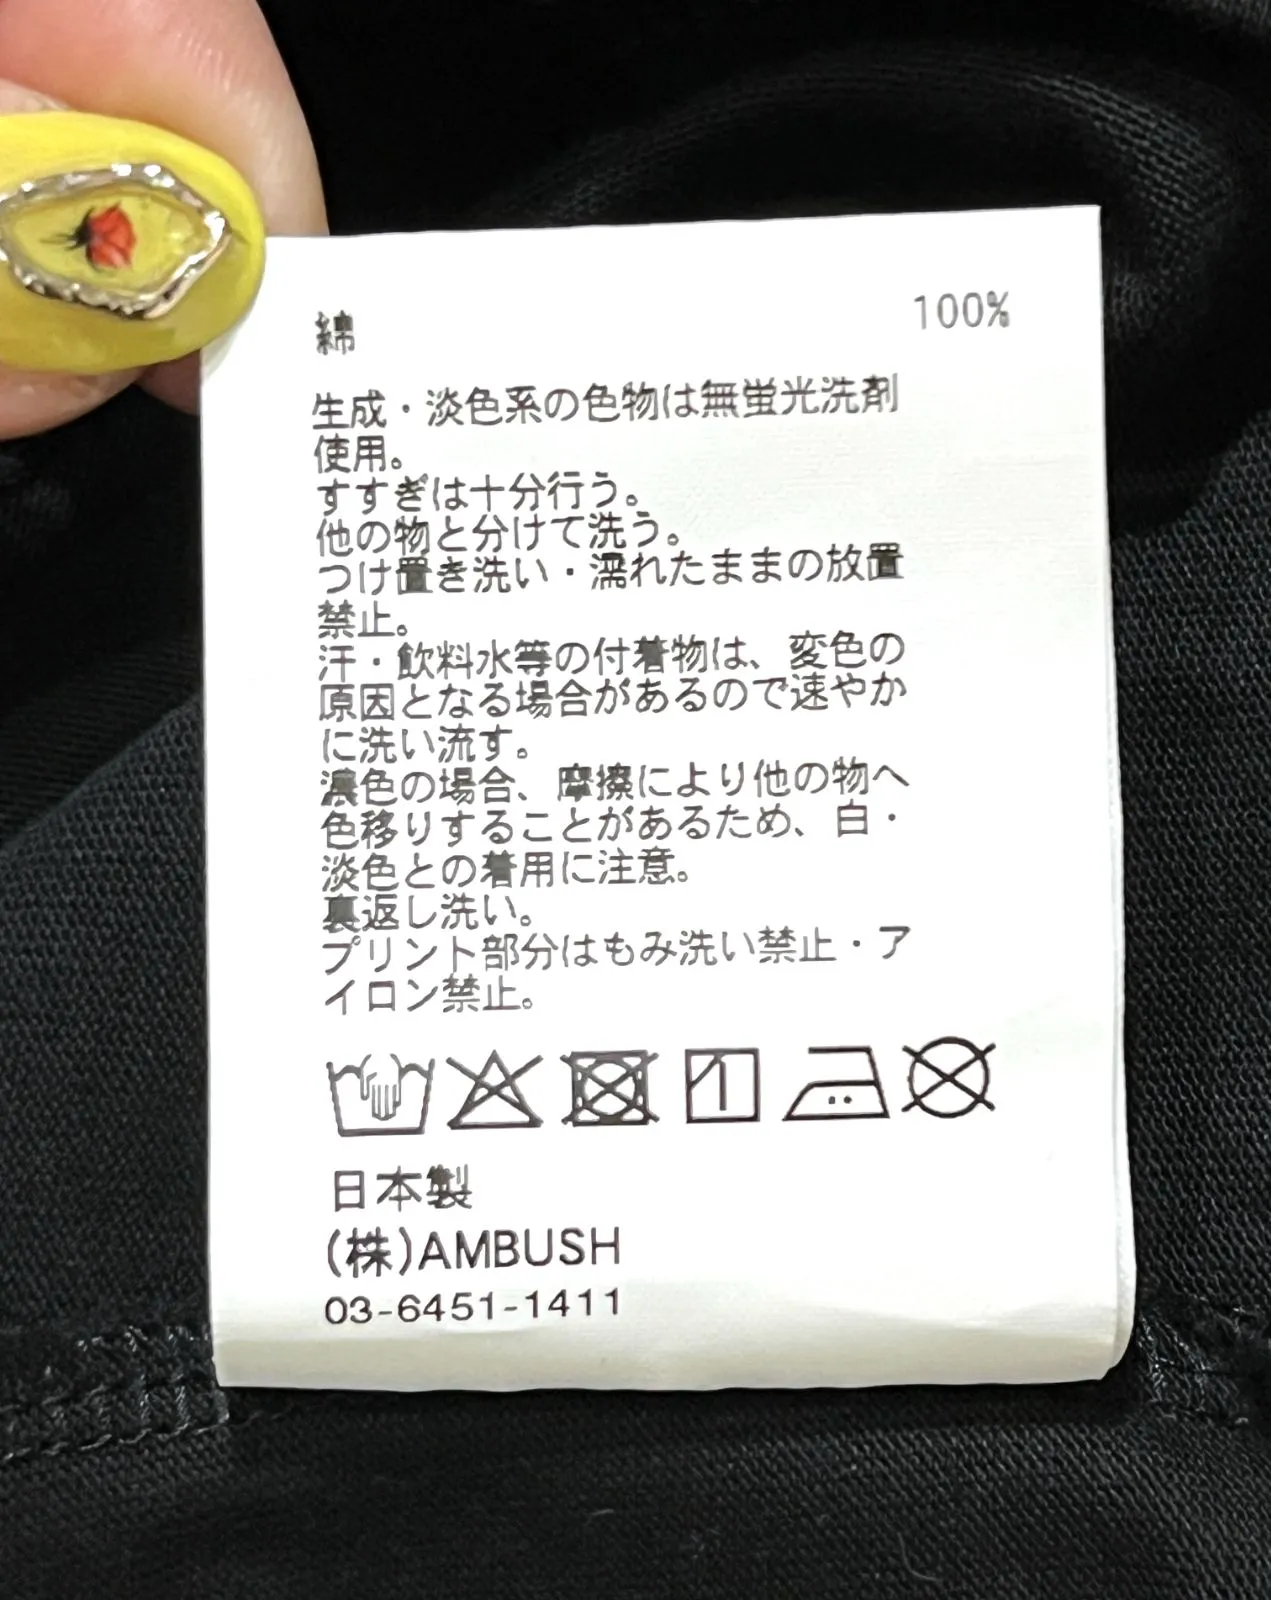 綿 100%
生成・淡色系の色物は無蛍光洗剤
使用。
すすぎは十分行う。
他の物と分けて洗う。
つけ置き洗い・濡れたままの放置
禁止。
汗・飲料水等の付着物は、変色の
原因となる場合があるので速やか
に洗い流す。
濃色の場合、摩擦により他の物へ
色移りすることがあるため、白・
淡色との着用に注意。
裏返し洗い。
プリント部分はもみ洗い禁止・ア
イロン禁止。
日本製
(株)AMBUSH
03-6451-1411